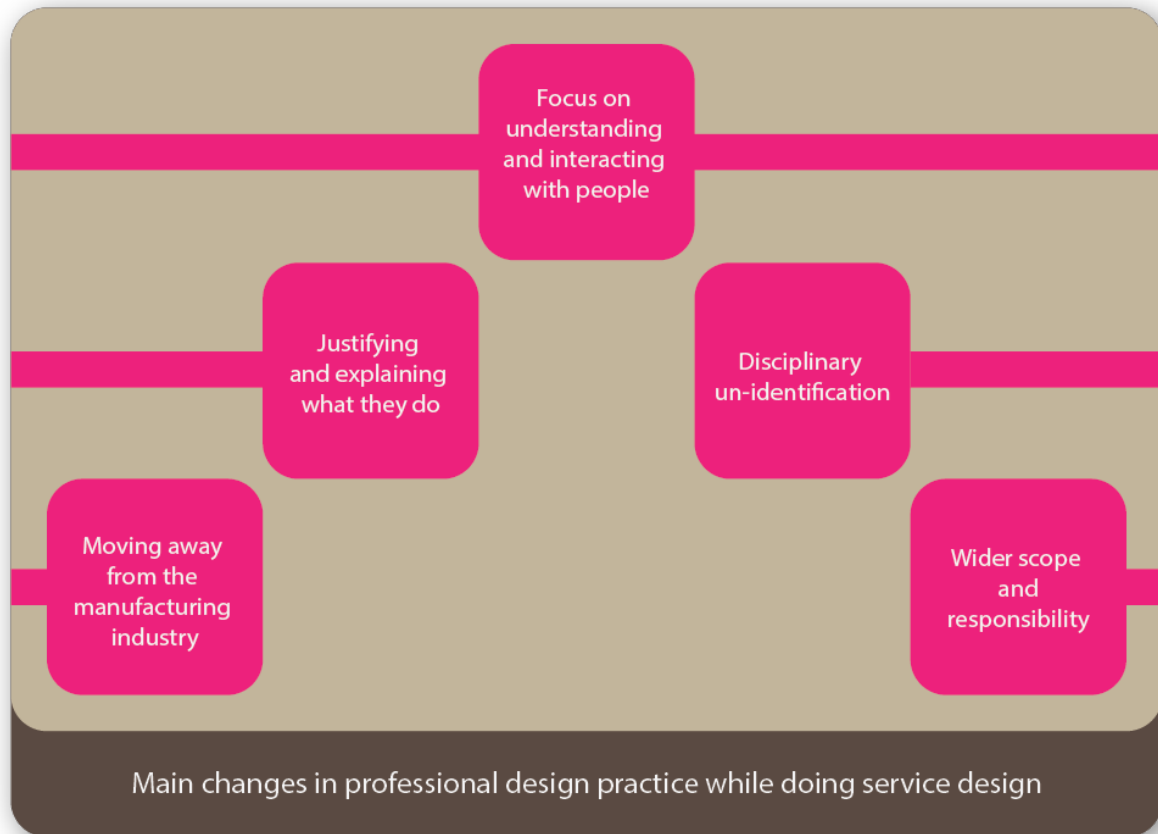 Focus on
understanding
and interacting
with people
Justifying
and explaining
what they do
Disciplinary
un-identification
Moving away
from the
manufacturing
industry
Wider scope
and
responsibility
Main changes in professional design practice while doing service design